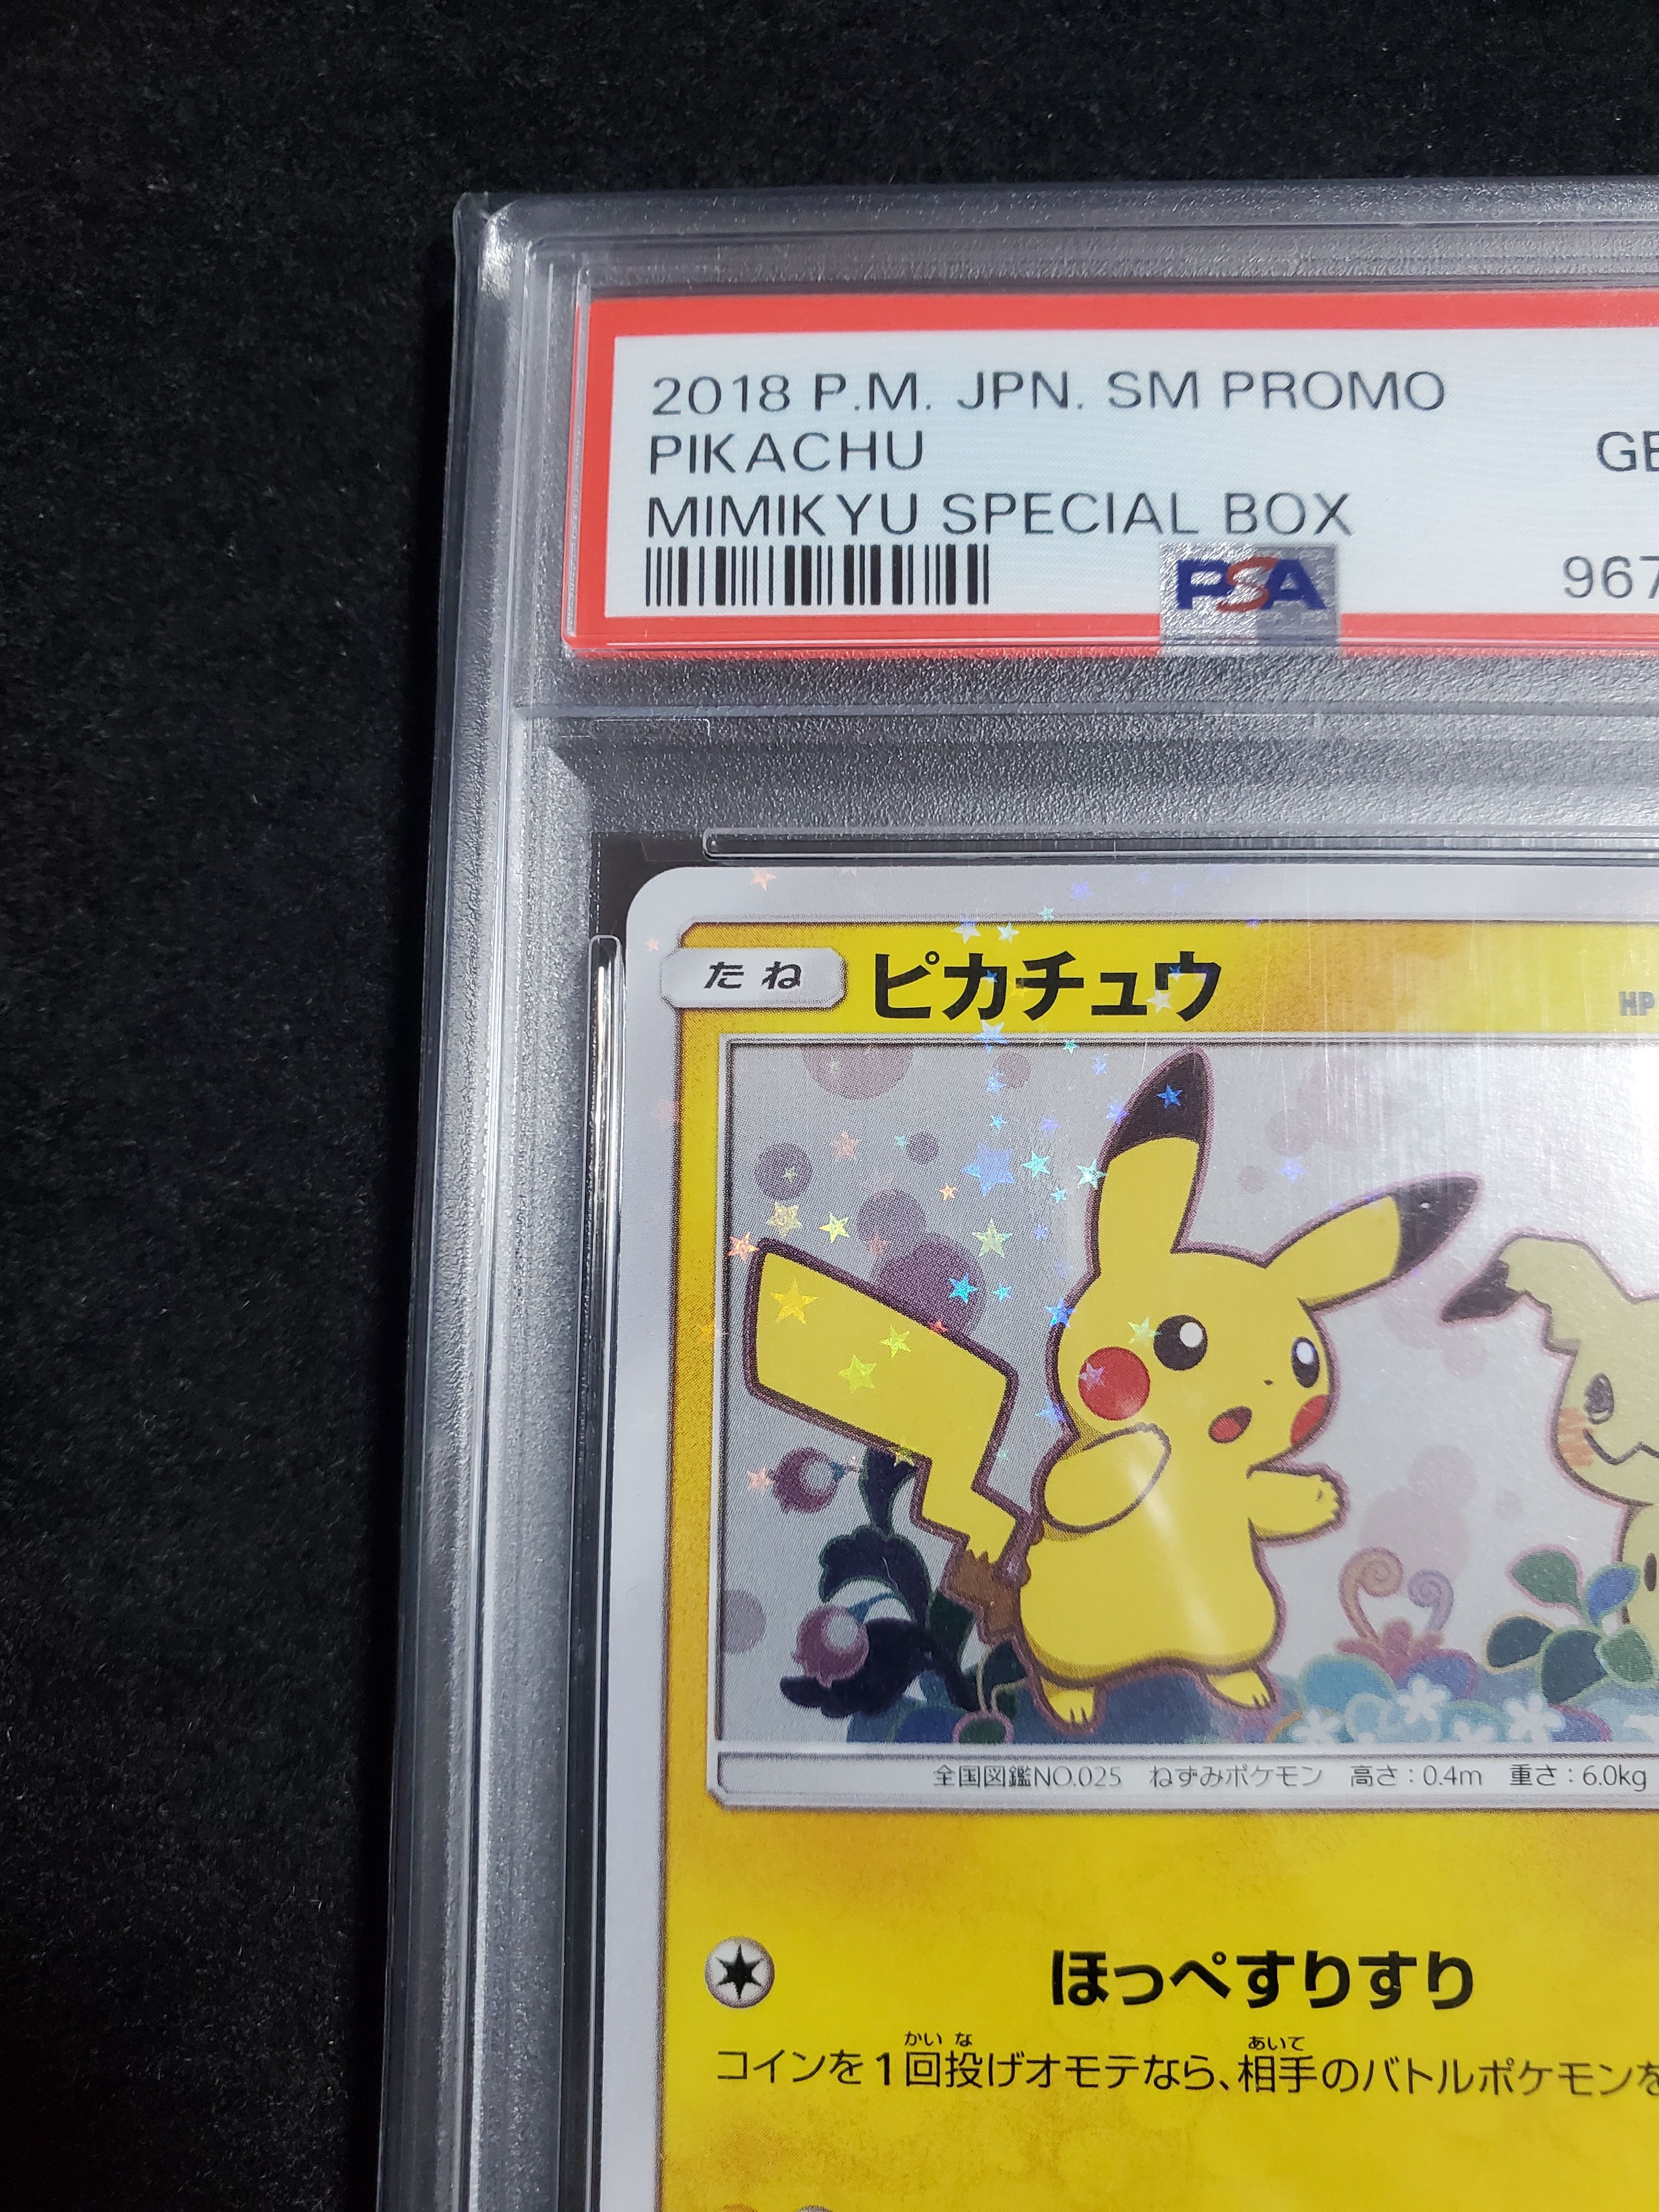 2018 P.M. JPN. SM PROMO
PIKACHU
GE
MIMIKYU SPECIAL BOX
PSA
967
たね ピカチュウ HP
全国図鑑NO.025 ねずみポケモン 高さ:0.4m 重さ:6.0kg
ほっぺすりすり
かい な あいて
コインを1回投げオモテなら、相手のバトルポケモンを